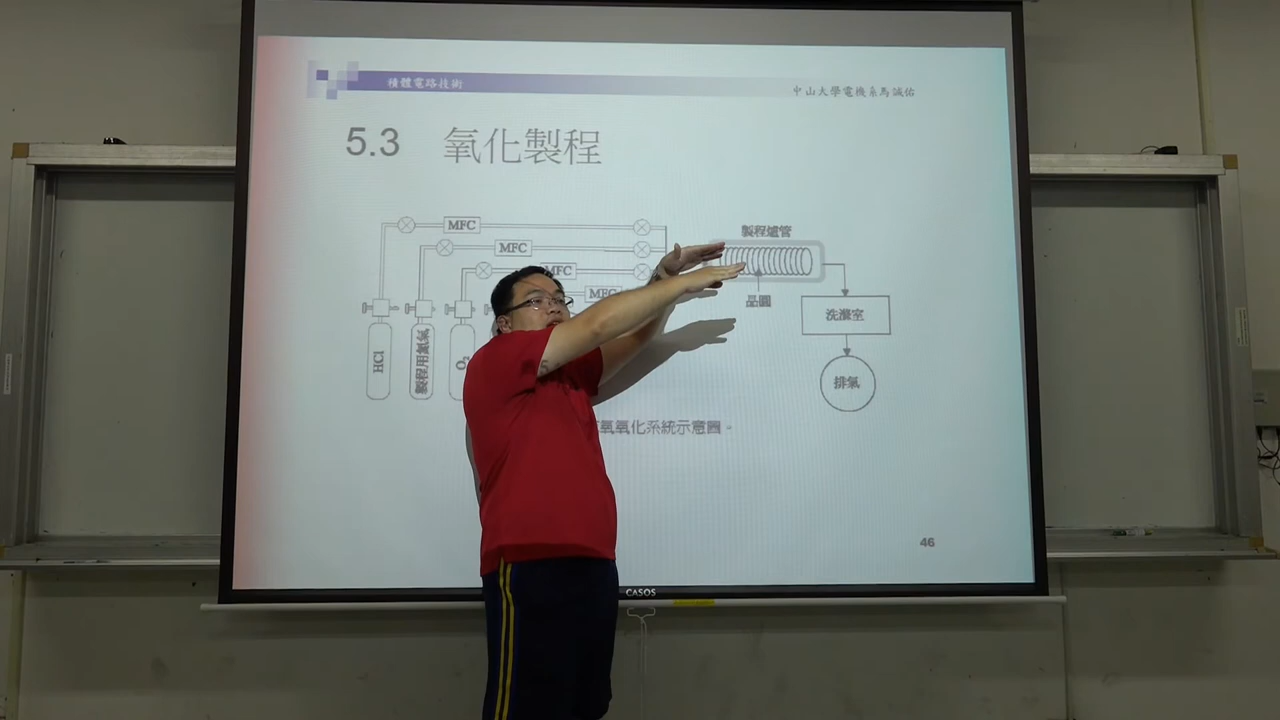 積體電路技術
中山大學電機系馬誠佑
5.3 氧化製程
MFC
MFC
MFC
MFC
製程爐管
晶圓
洗滌室
排氣
HCl
製程用氮氣
O₂
氧氧化系統示意圖。
46
CASOS